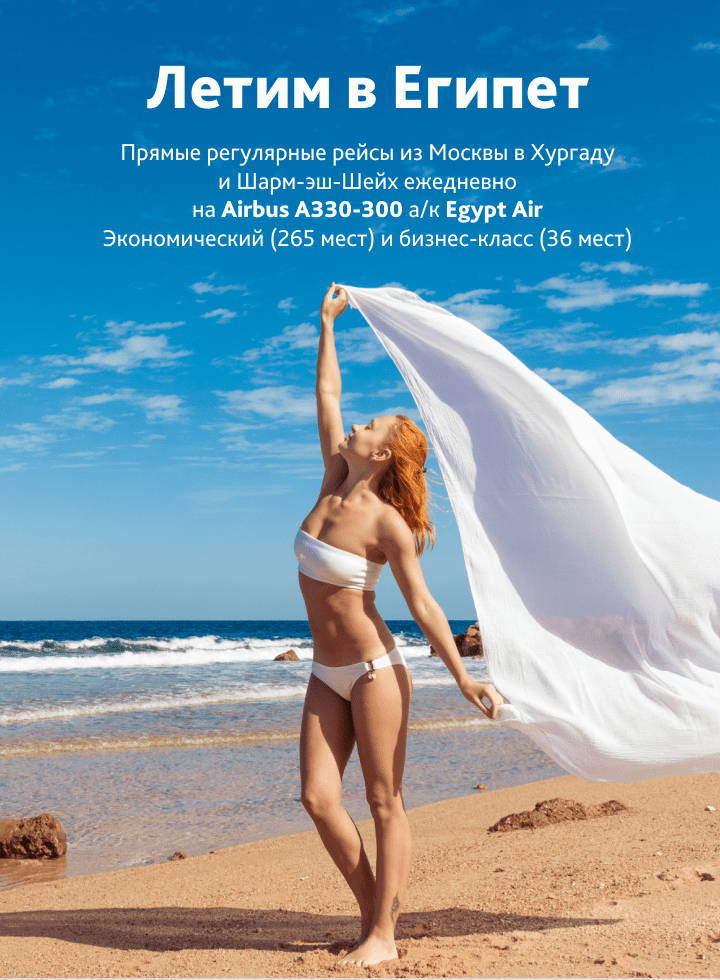 Летим в Египет
Прямые регулярные рейсы из Москвы в Хургаду
и Шарм-эш-Шейх ежедневно
на Airbus A330-300 а/к Egypt Air
Экономический (265 мест) и бизнес-класс (36 мест)